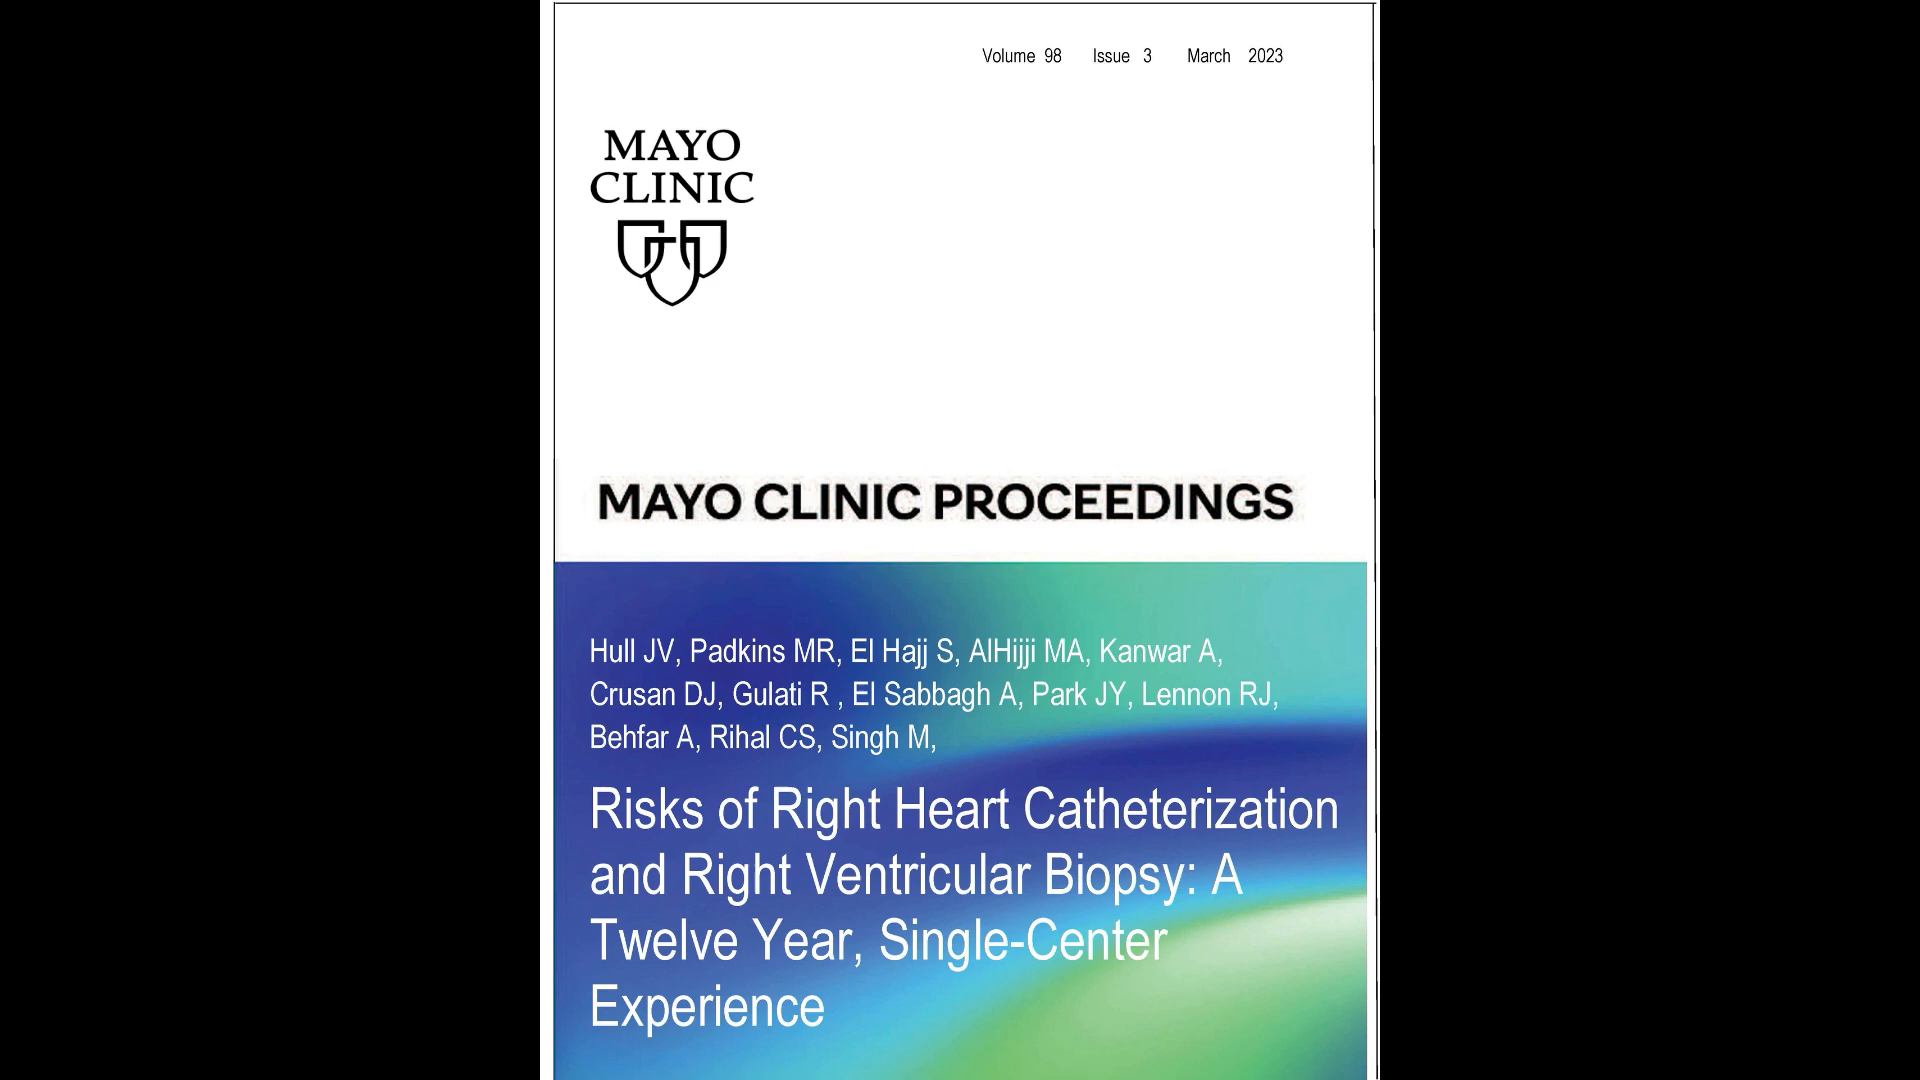 Volume 98 Issue 3 March 2023
MAYO
CLINIC
MAYO CLINIC PROCEEDINGS
Hull JV, Padkins MR, El Hajj S, AlHijji MA, Kanwar A,
Crusan DJ, Gulati R , El Sabbagh A, Park JY, Lennon RJ,
Behfar A, Rihal CS, Singh M,
Risks of Right Heart Catheterization
and Right Ventricular Biopsy: A
Twelve Year, Single-Center
Experience